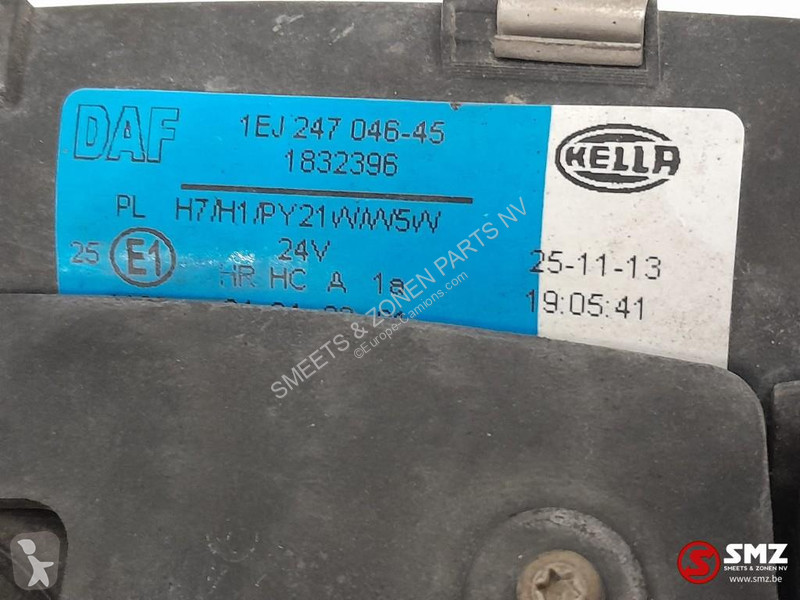 DAF
1EJ 247 046-45
1832396
HELLA
PL H7/H1/PY21W/W5W
25 E1 24V
HR HC A 1a
25-11-13
19:05:41
SMEETS & ZONEN PARTS NV
©Europe-Camions.com
SMZ
SMEETS & ZONEN NV
www.smz.be